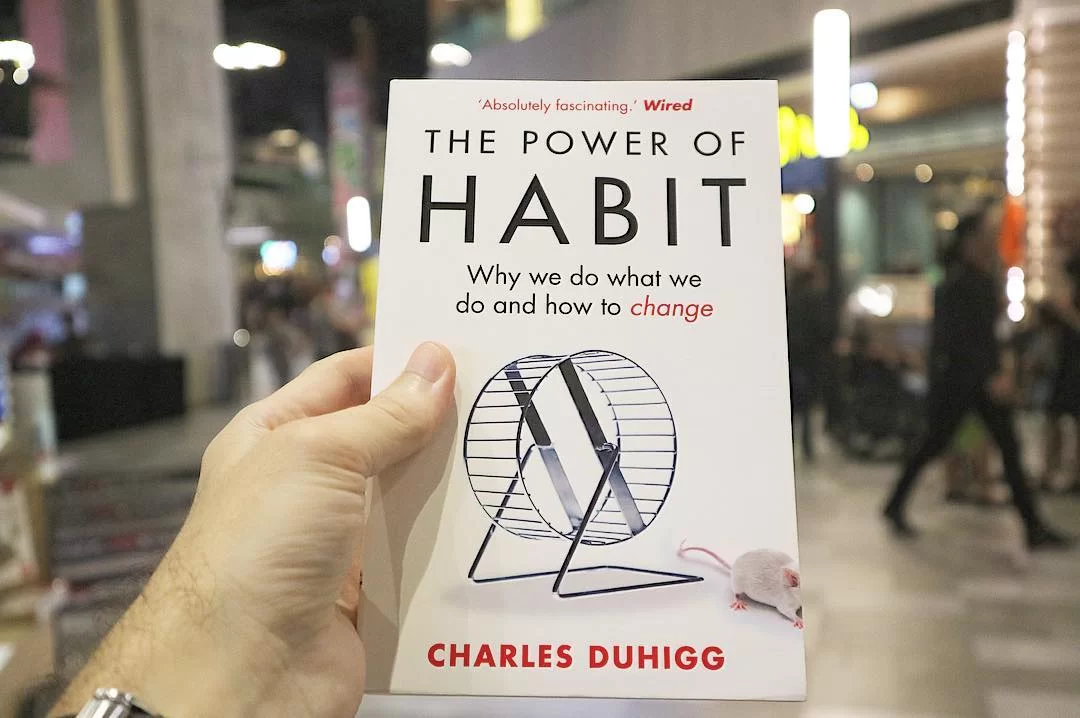 ‘Absolutely fascinating.’ Wired
THE POWER OF
HABIT
Why we do what we
do and how to change
CHARLES DUHIGG